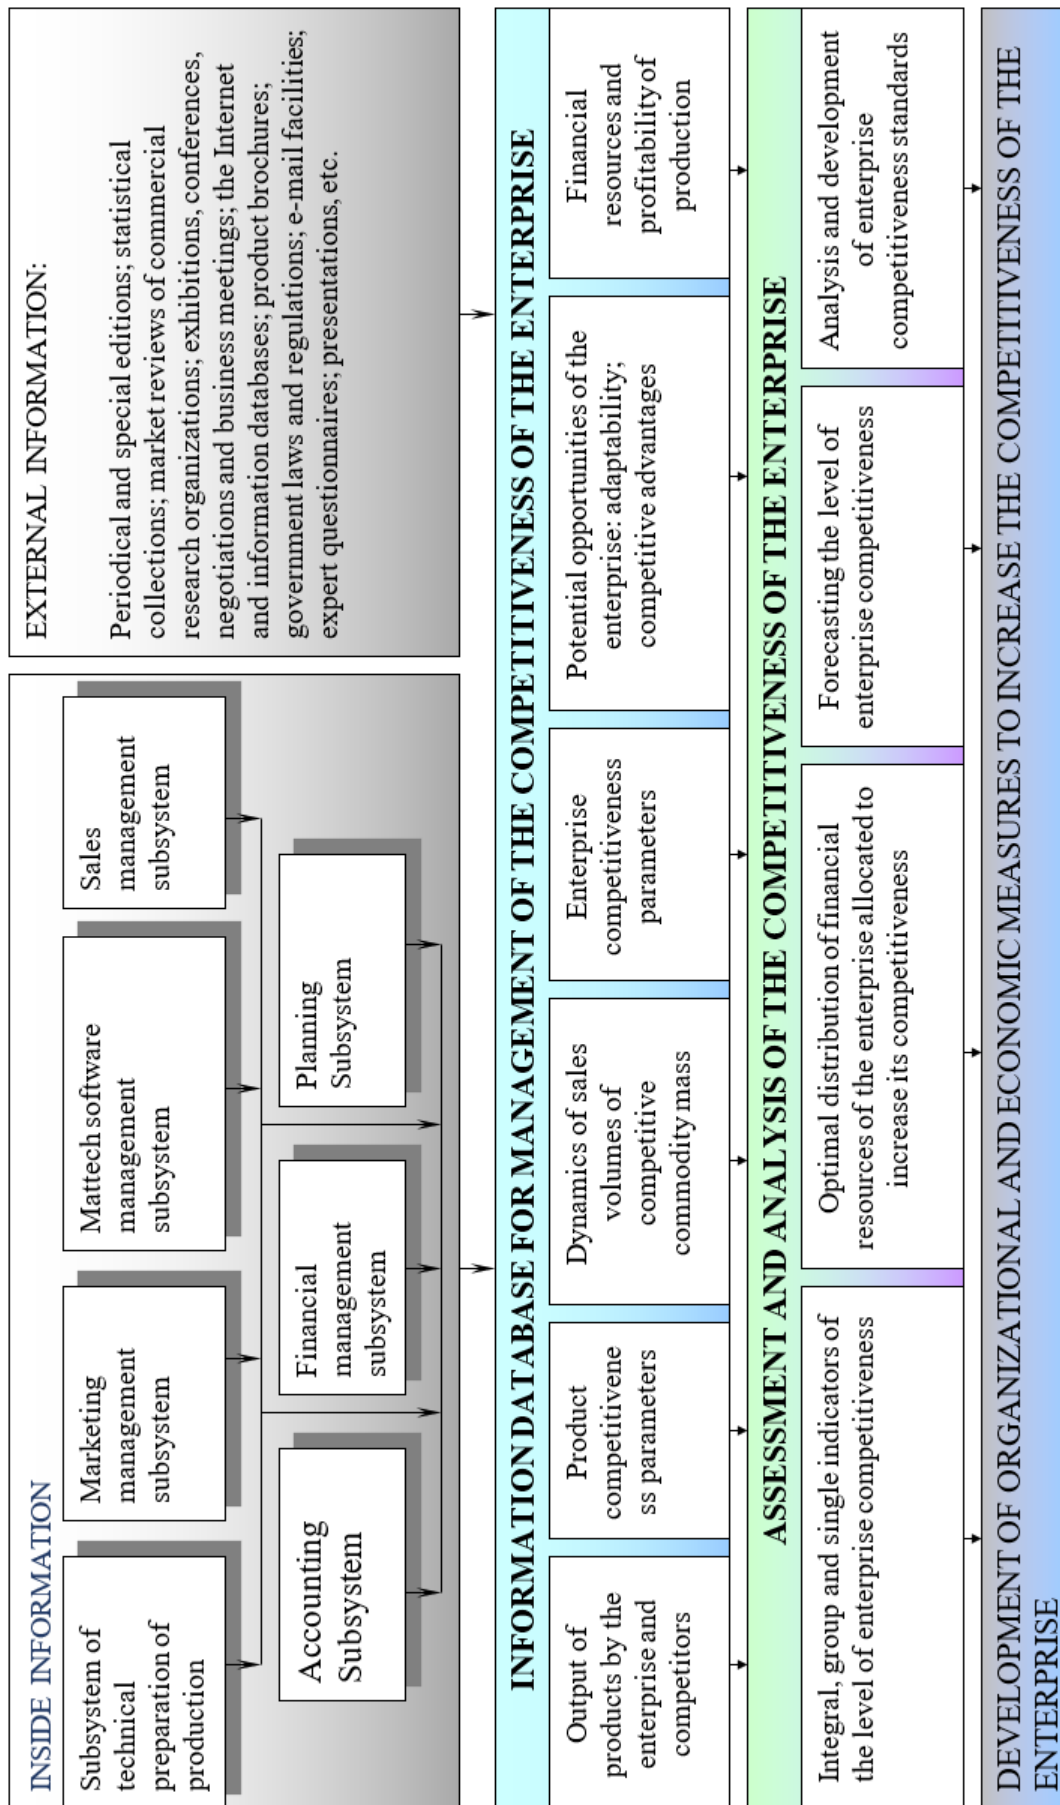 INSIDE INFORMATION
Subsystem of
technical
preparation of
production
Marketing
management
subsystem
Mattech software
management
subsystem
Sales
management
subsystem
Accounting
Subsystem
Financial
management
subsystem
Planning
Subsystem
EXTERNAL INFORMATION:
Periodical and special editions; statistical
collections; market reviews of commercial
research organizations; exhibitions, conferences,
negotiations and business meetings; the Internet
and information databases; product brochures;
government laws and regulations; e-mail facilities;
expert questionnaires; presentations, etc.
INFORMATION DATABASE FOR MANAGEMENT OF THE COMPETITIVENESS OF THE ENTERPRISE
Output of
products by the
enterprise and
competitors
Product
competitivene
ss parameters
Dynamics of sales
volumes of
competitive
commodity mass
Enterprise
competitiveness
parameters
Potential opportunities of the
enterprise: adaptability;
competitive advantages
Financial
resources and
profitability of
production
ASSESSMENT AND ANALYSIS OF THE COMPETITIVENESS OF THE ENTERPRISE
Integral, group and single indicators of
the level of enterprise competitiveness
Optimal distribution of financial
resources of the enterprise allocated to
increase its competitiveness
Forecasting the level of
enterprise competitiveness
Analysis and development
of enterprise
competitiveness standards
DEVELOPMENT OF ORGANIZATIONAL AND ECONOMIC MEASURES TO INCREASE THE COMPETITIVENESS OF THE
ENTERPRISE